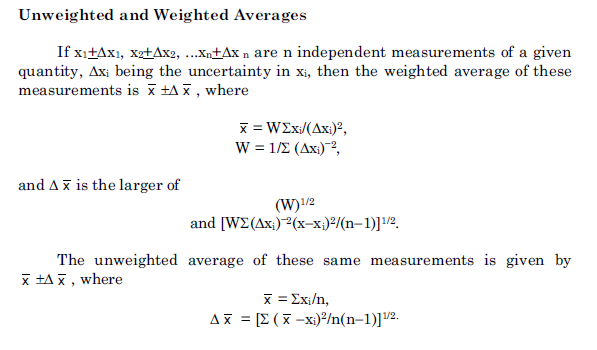 Unweighted and Weighted Averages
If x₁±Δx₁, x₂±Δx₂, ...xₙ±Δx ₙ are n independent measurements of a given
quantity, Δxᵢ being the uncertainty in xᵢ, then the weighted average of these
measurements is x̅ ±Δ x̅ , where
x̅ = WΣxᵢ/(Δxᵢ)²,
W = 1/Σ (Δxᵢ)⁻²,
and Δ x̅ is the larger of
(W)¹/²
and [WΣ(Δxᵢ)⁻²(x–xᵢ)²/(n–1)]¹/².
The unweighted average of these same measurements is given by
x̅ ±Δ x̅ , where
x̅ = Σxᵢ/n,
Δ x̅ = [Σ ( x̅ –xᵢ)²/n(n–1)]¹/².